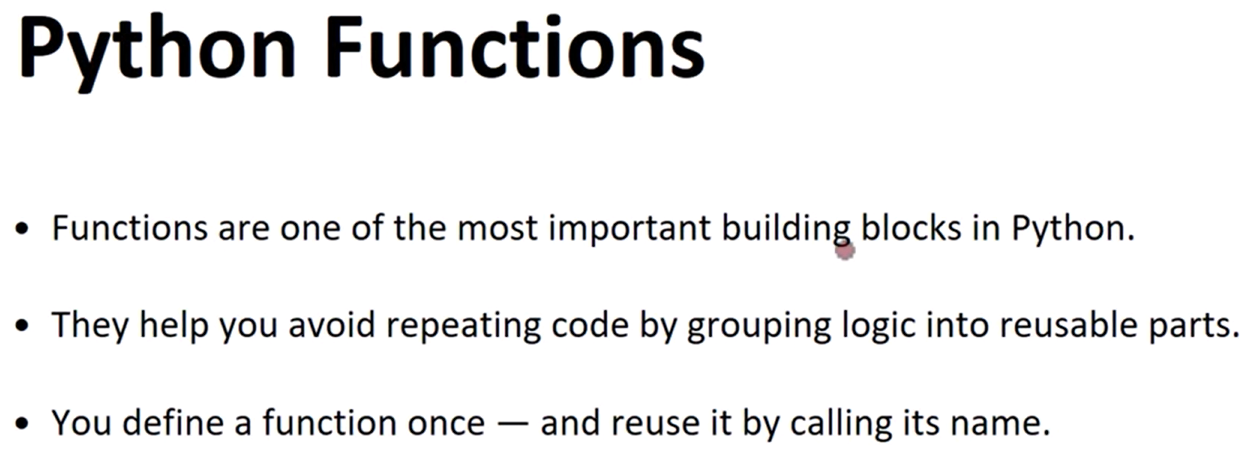 Python Functions
• Functions are one of the most important building blocks in Python.
• They help you avoid repeating code by grouping logic into reusable parts.
• You define a function once — and reuse it by calling its name.